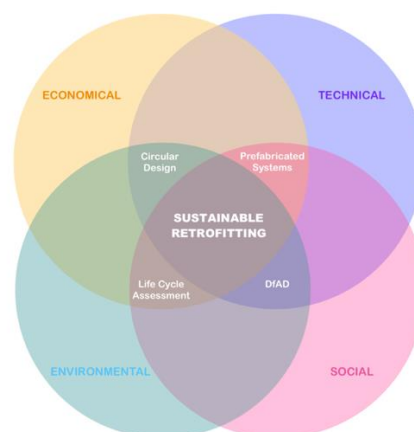 ECONOMICAL
TECHNICAL
Circular
Design
Prefabricated
Systems
SUSTAINABLE
RETROFITTING
Life Cycle
Assessment
DfAD
ENVIRONMENTAL
SOCIAL